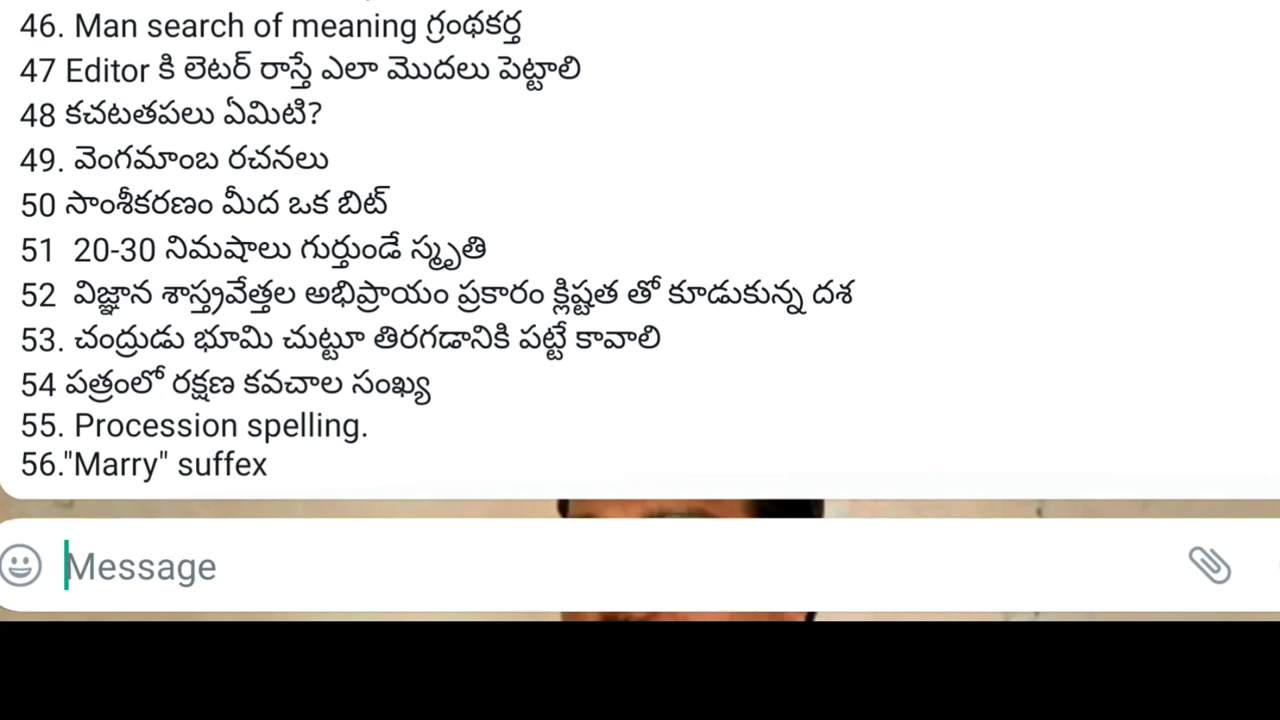 46. Man search of meaning గ్రంథకర్త
47 Editor కి లెటర్ రాస్తే ఎలా మొదలు పెట్టాలి
48 కచటతపలు ఏమిటి?
49. వెంగమాంబ రచనలు
50 సాంశీకరణం మీద ఒక బిట్
51 20-30 నిమషాలు గుర్తుండే స్మృతి
52 విజ్ఞాన శాస్త్రవేత్తల అభిప్రాయం ప్రకారం క్లిష్టత తో కూడుకున్న దశ
53. చంద్రుడు భూమి చుట్టూ తిరగడానికి పట్టే కావాలి
54 పత్రంలో రక్షణ కవచాల సంఖ్య
55. Procession spelling.
56."Marry" suffex
Message